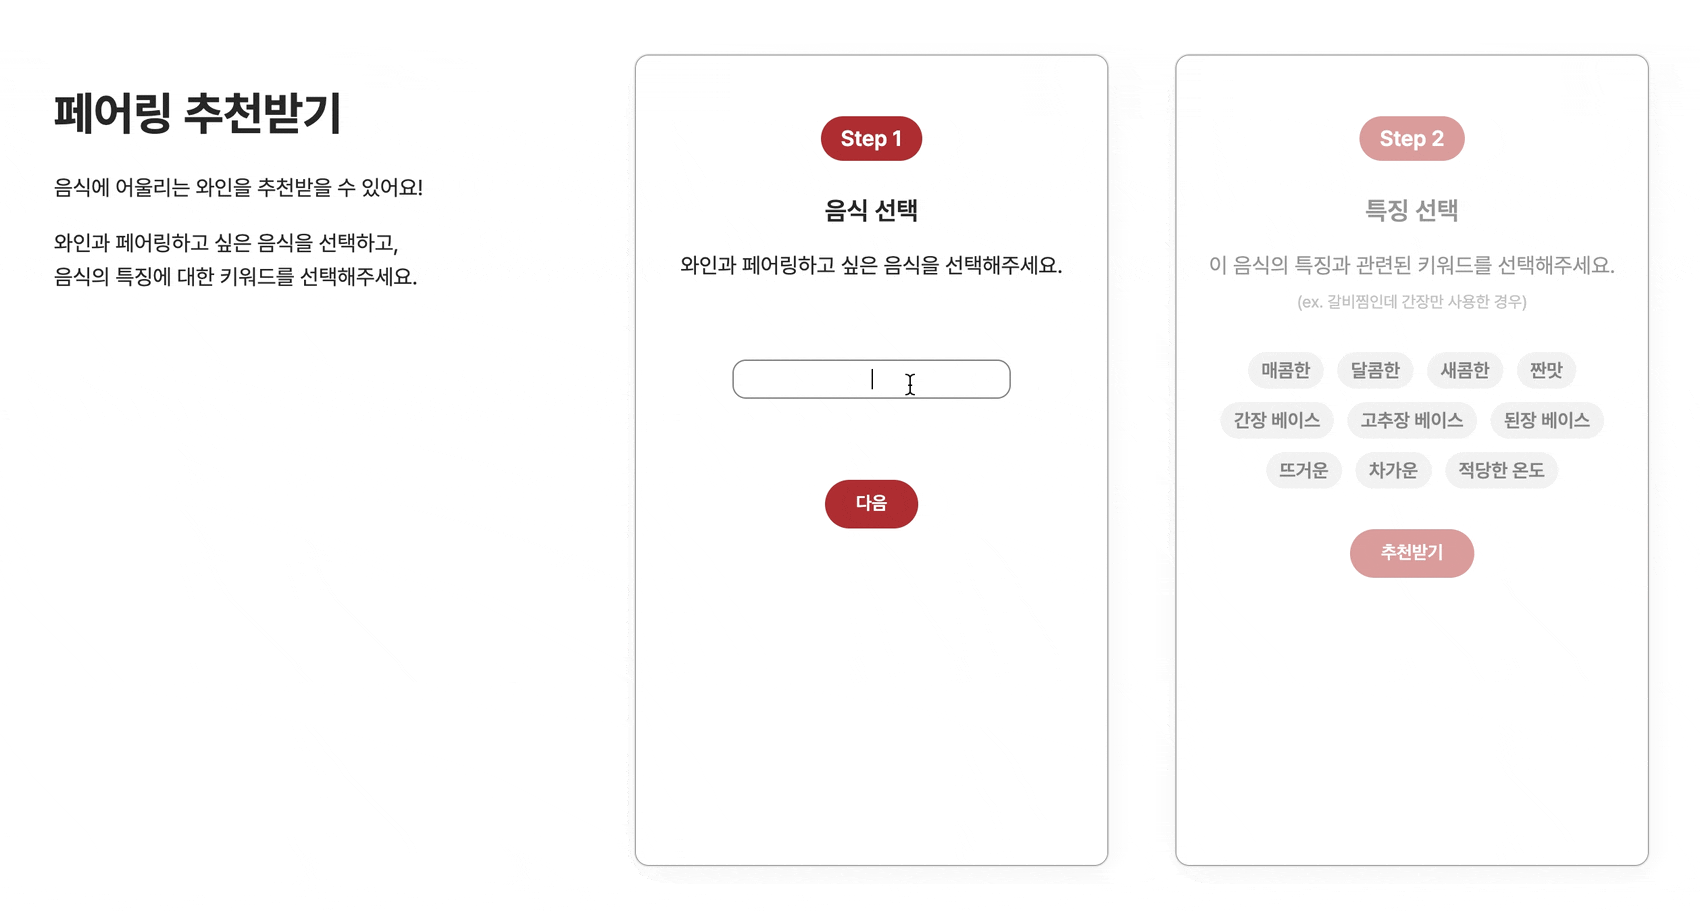 페어링 추천받기
음식에 어울리는 와인을 추천받을 수 있어요!
와인과 페어링하고 싶은 음식을 선택하고,
음식의 특징에 대한 키워드를 선택해주세요.
Step 1
음식 선택
와인과 페어링하고 싶은 음식을 선택해주세요.
다음
Step 2
특징 선택
이 음식의 특징과 관련된 키워드를 선택해주세요.
(ex. 갈비찜인데 간장만 사용한 경우)
매콤한 달콤한 새콤한 짠맛
간장 베이스 고추장 베이스 된장 베이스
뜨거운 차가운 적당한 온도
추천받기